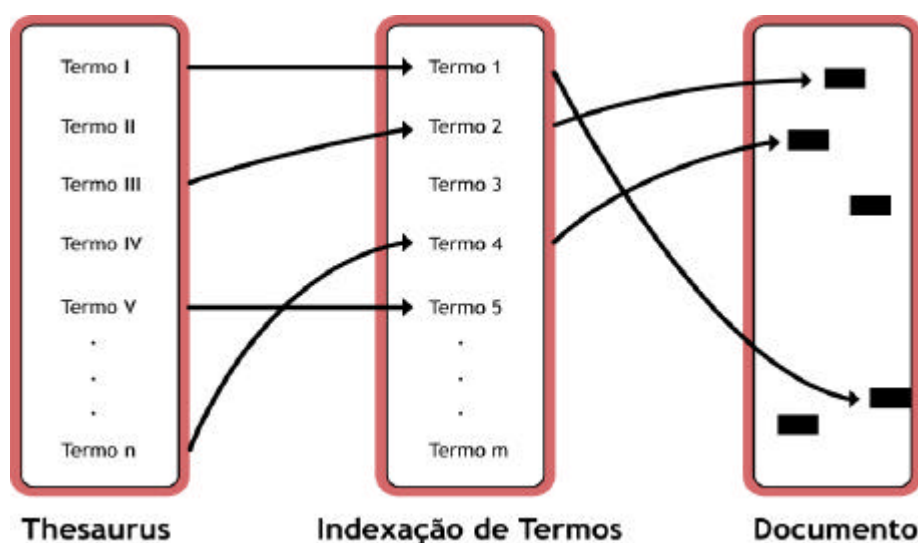 Termo I
Termo II
Termo III
Termo IV
Termo V
.
.
.
Termo n
Thesaurus
Termo 1
Termo 2
Termo 3
Termo 4
Termo 5
.
.
.
Termo m
Indexação de Termos
Documento